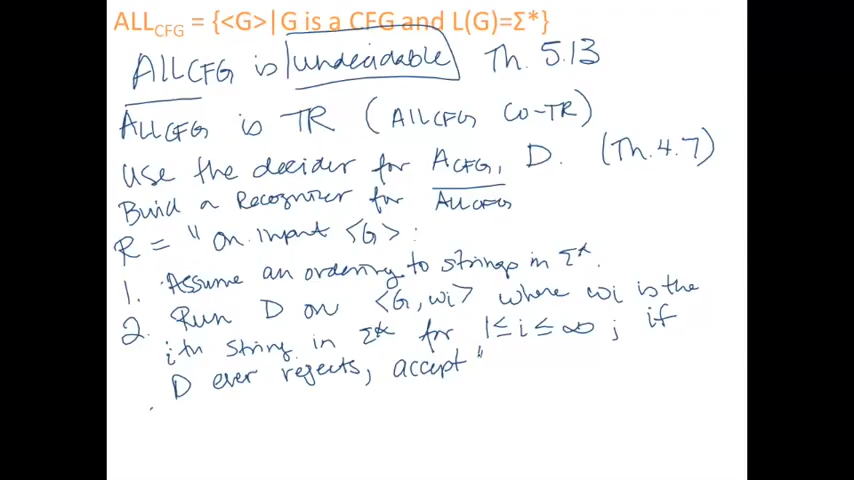 ALL_CFG = {<G>|G is a CFG and L(G)=Σ*}
ALLCFG is undecidable Th. 5.13
A̅L̅L̅C̅F̅G̅ is TR (AllCFG CO-TR)
Use the decider for ACFG, D. (Th. 4.7)
Build a Recognizer for A̅l̅l̅C̅F̅G̅
R = " On input <G>:
1. Assume an ordering to strings in Σ*.
2. Run D on <G, wi> where wi is the
ith string in Σ* for 1≤i≤∞; if
D ever rejects, accept"